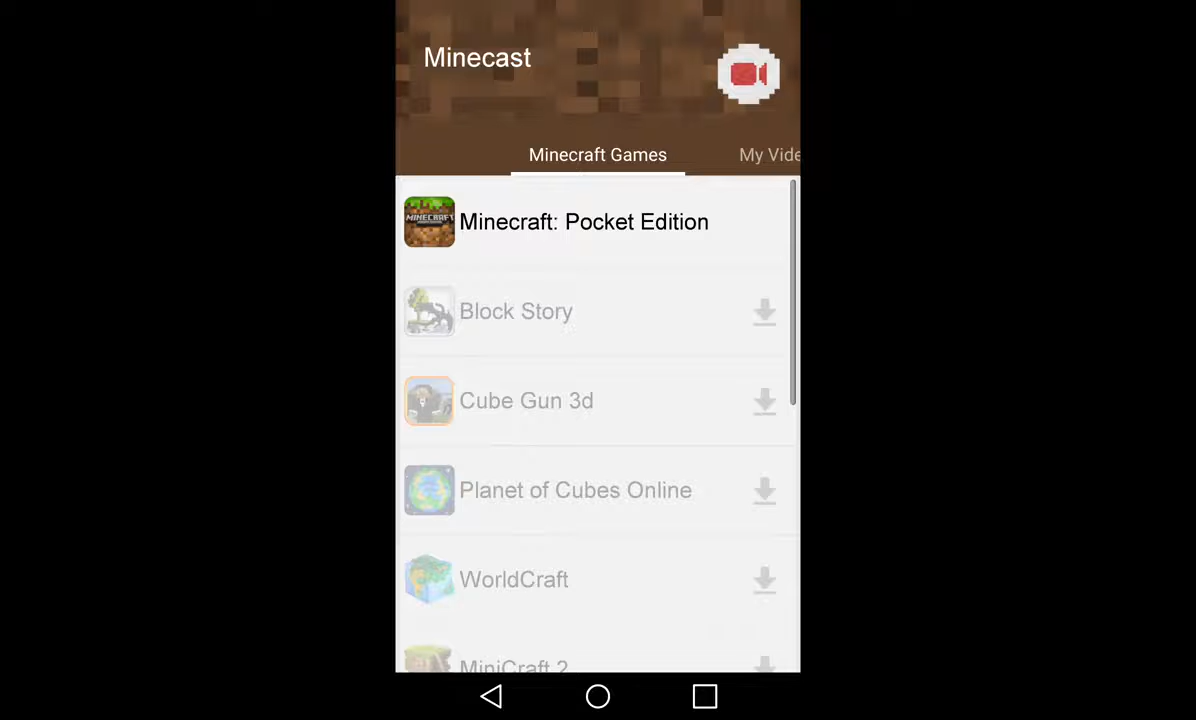 Minecast
Minecraft Games
My Vide
MINECRAFT
Minecraft: Pocket Edition
Block Story
Cube Gun 3d
Planet of Cubes Online
WorldCraft
MiniCraft 2